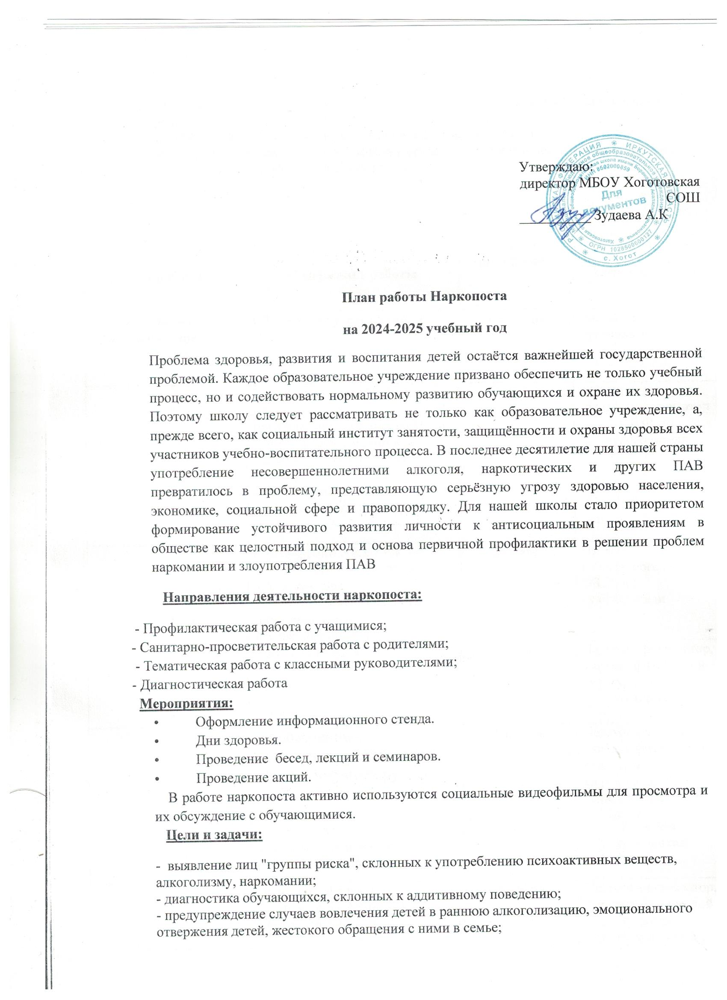 Утверждаю:
директор МБОУ Хоготовская
СОШ
Зудаева А.К
РОССИЙСКАЯ ФЕДЕРАЦИЯ ИРКУТСКАЯ ОБЛАСТЬ
ИНН 8502000859
Для
документов
ОГРН 1028500600127
с. Хогот
План работы Наркопоста
на 2024-2025 учебный год
Проблема здоровья, развития и воспитания детей остаётся важнейшей государственной
проблемой. Каждое образовательное учреждение призвано обеспечить не только учебный
процесс, но и содействовать нормальному развитию обучающихся и охране их здоровья.
Поэтому школу следует рассматривать не только как образовательное учреждение, а,
прежде всего, как социальный институт занятости, защищённости и охраны здоровья всех
участников учебно-воспитательного процесса. В последнее десятилетие для нашей страны
употребление несовершеннолетними алкоголя, наркотических и других ПАВ
превратилось в проблему, представляющую серьёзную угрозу здоровью населения,
экономике, социальной сфере и правопорядку. Для нашей школы стало приоритетом
формирование устойчивого развития личности к антисоциальным проявлениям в
обществе как целостный подход и основа первичной профилактики в решении проблем
наркомании и злоупотребления ПАВ
Направления деятельности наркопоста:
- Профилактическая работа с учащимися;
- Санитарно-просветительская работа с родителями;
- Тематическая работа с классными руководителями;
- Диагностическая работа
Мероприятия:
• Оформление информационного стенда.
• Дни здоровья.
• Проведение бесед, лекций и семинаров.
• Проведение акций.
В работе наркопоста активно используются социальные видеофильмы для просмотра и
их обсуждение с обучающимися.
Цели и задачи:
- выявление лиц "группы риска", склонных к употреблению психоактивных веществ,
алкоголизму, наркомании;
- диагностика обучающихся, склонных к аддитивному поведению;
- предупреждение случаев вовлечения детей в раннюю алкоголизацию, эмоционального
отвержения детей, жестокого обращения с ними в семье;